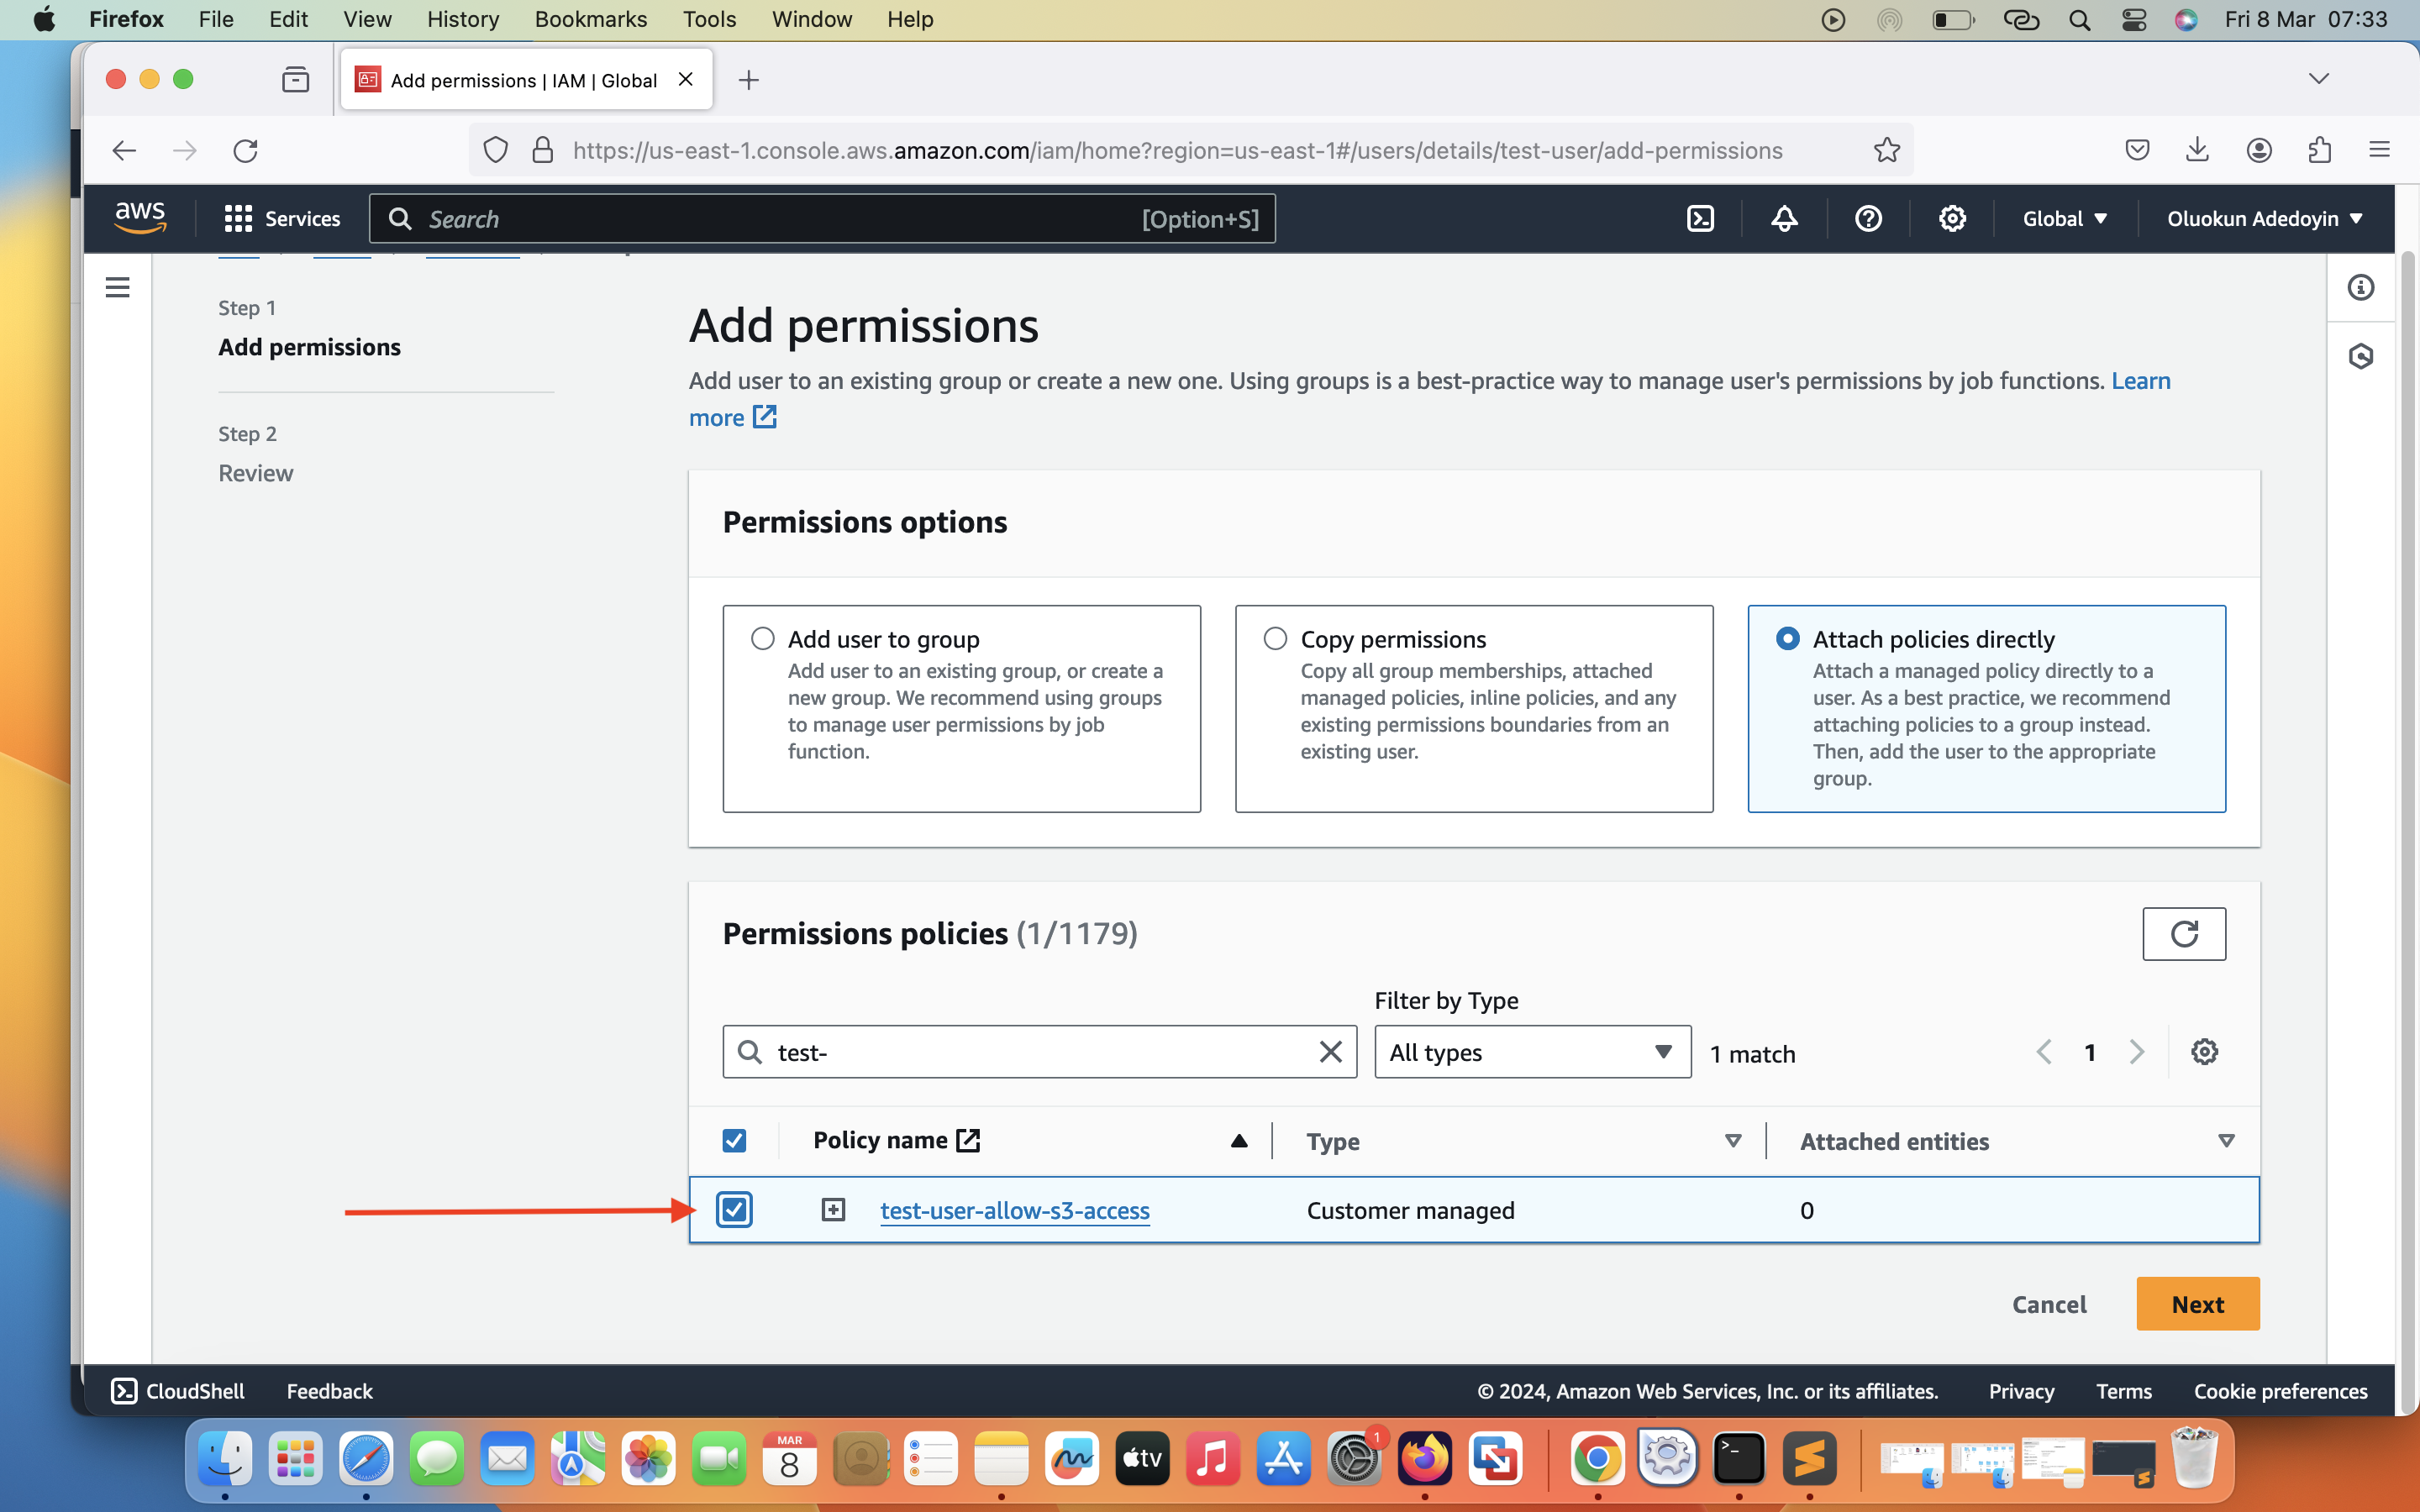 Firefox File Edit View History Bookmarks Tools Window Help Fri 8 Mar 07:33
Add permissions | IAM | Global
https://us-east-1.console.aws.amazon.com/iam/home?region=us-east-1#/users/details/test-user/add-permissions
aws Services Search [Option+S] Global Oluokun Adedoyin
Step 1
Add permissions
Step 2
Review
Add permissions
Add user to an existing group or create a new one. Using groups is a best-practice way to manage user's permissions by job functions. Learn
more
Permissions options
Add user to group
Add user to an existing group, or create a
new group. We recommend using groups
to manage user permissions by job
function.
Copy permissions
Copy all group memberships, attached
managed policies, inline policies, and any
existing permissions boundaries from an
existing user.
Attach policies directly
Attach a managed policy directly to a
user. As a best practice, we recommend
attaching policies to a group instead.
Then, add the user to the appropriate
group.
Permissions policies (1/1179)
Filter by Type
test- All types 1 match 1
Policy name Type Attached entities
test-user-allow-s3-access Customer managed 0
Cancel Next
CloudShell Feedback © 2024, Amazon Web Services, Inc. or its affiliates. Privacy Terms Cookie preferences
MAR
8
tv
1